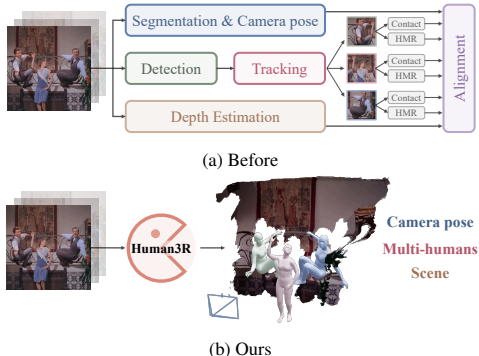 Segmentation & Camera pose
Detection
Tracking
Contact
HMR
Contact
HMR
Contact
HMR
Alignment
Depth Estimation
(a) Before
Human3R
Camera pose
Multi-humans
Scene
(b) Ours